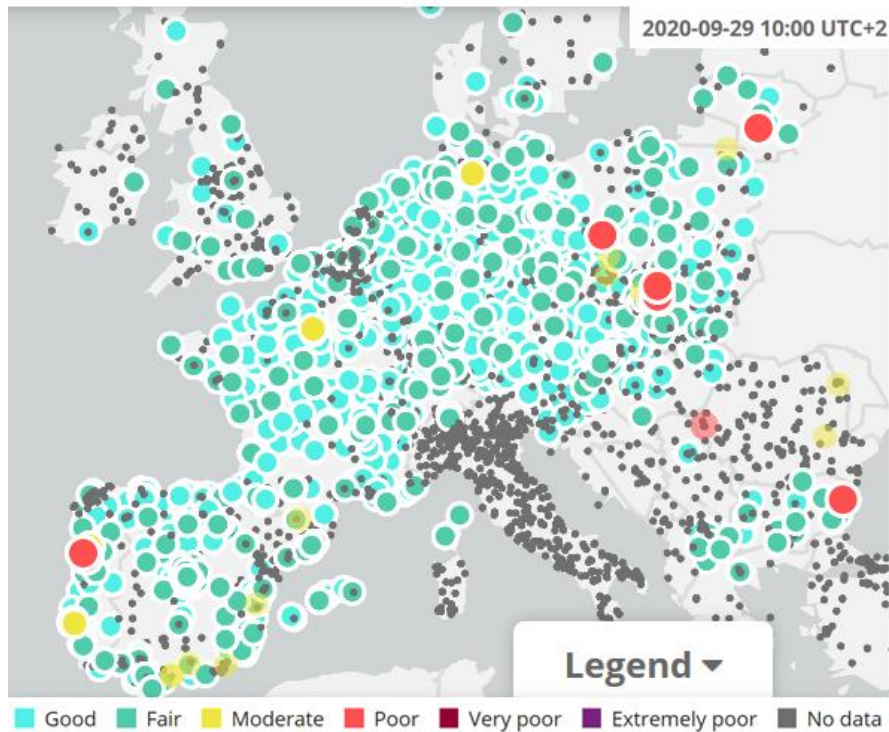 2020-09-29 10:00 UTC+2
Legend
Good Fair Moderate Poor Very poor Extremely poor No data